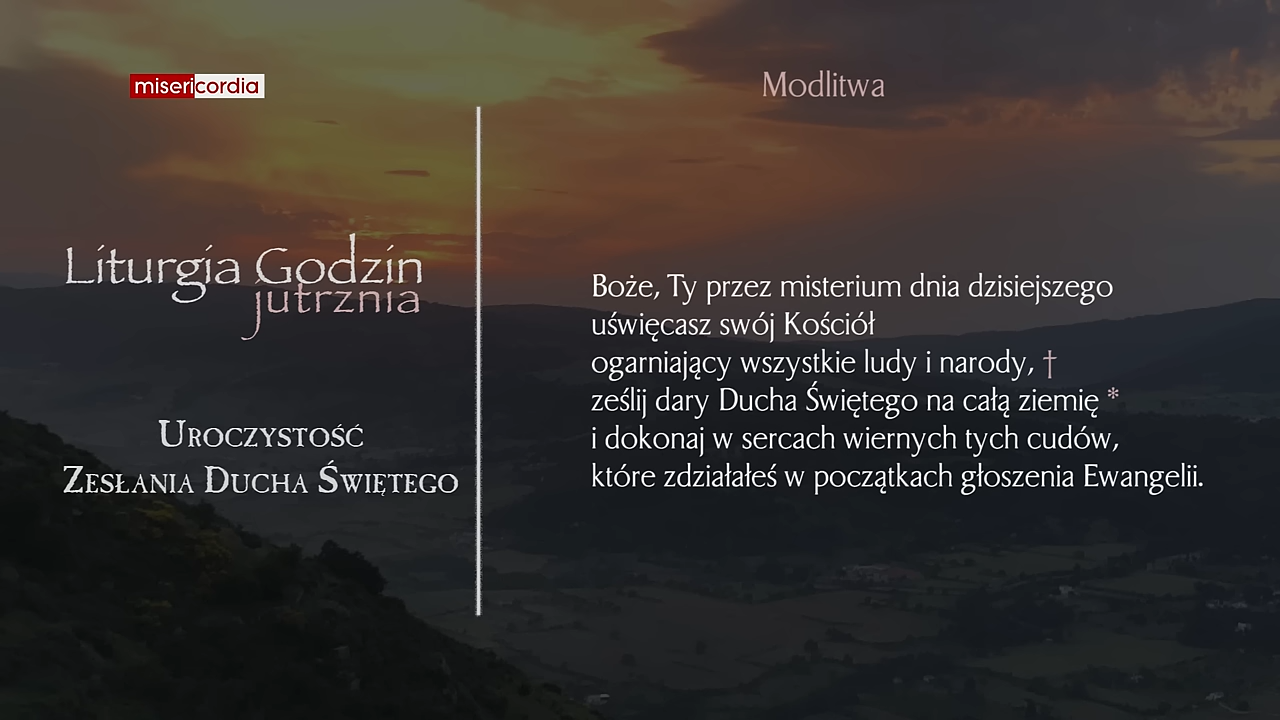 misericordia
Liturgia Godzin
jutrznia
Uroczystość
Zesłania Ducha Świętego
Modlitwa
Boże, Ty przez misterium dnia dzisiejszego
uświęcasz swój Kościół
ogarniający wszystkie ludy i narody, †
ześlij dary Ducha Świętego na całą ziemię *
i dokonaj w sercach wiernych tych cudów,
które zdziałałeś w początkach głoszenia Ewangelii.